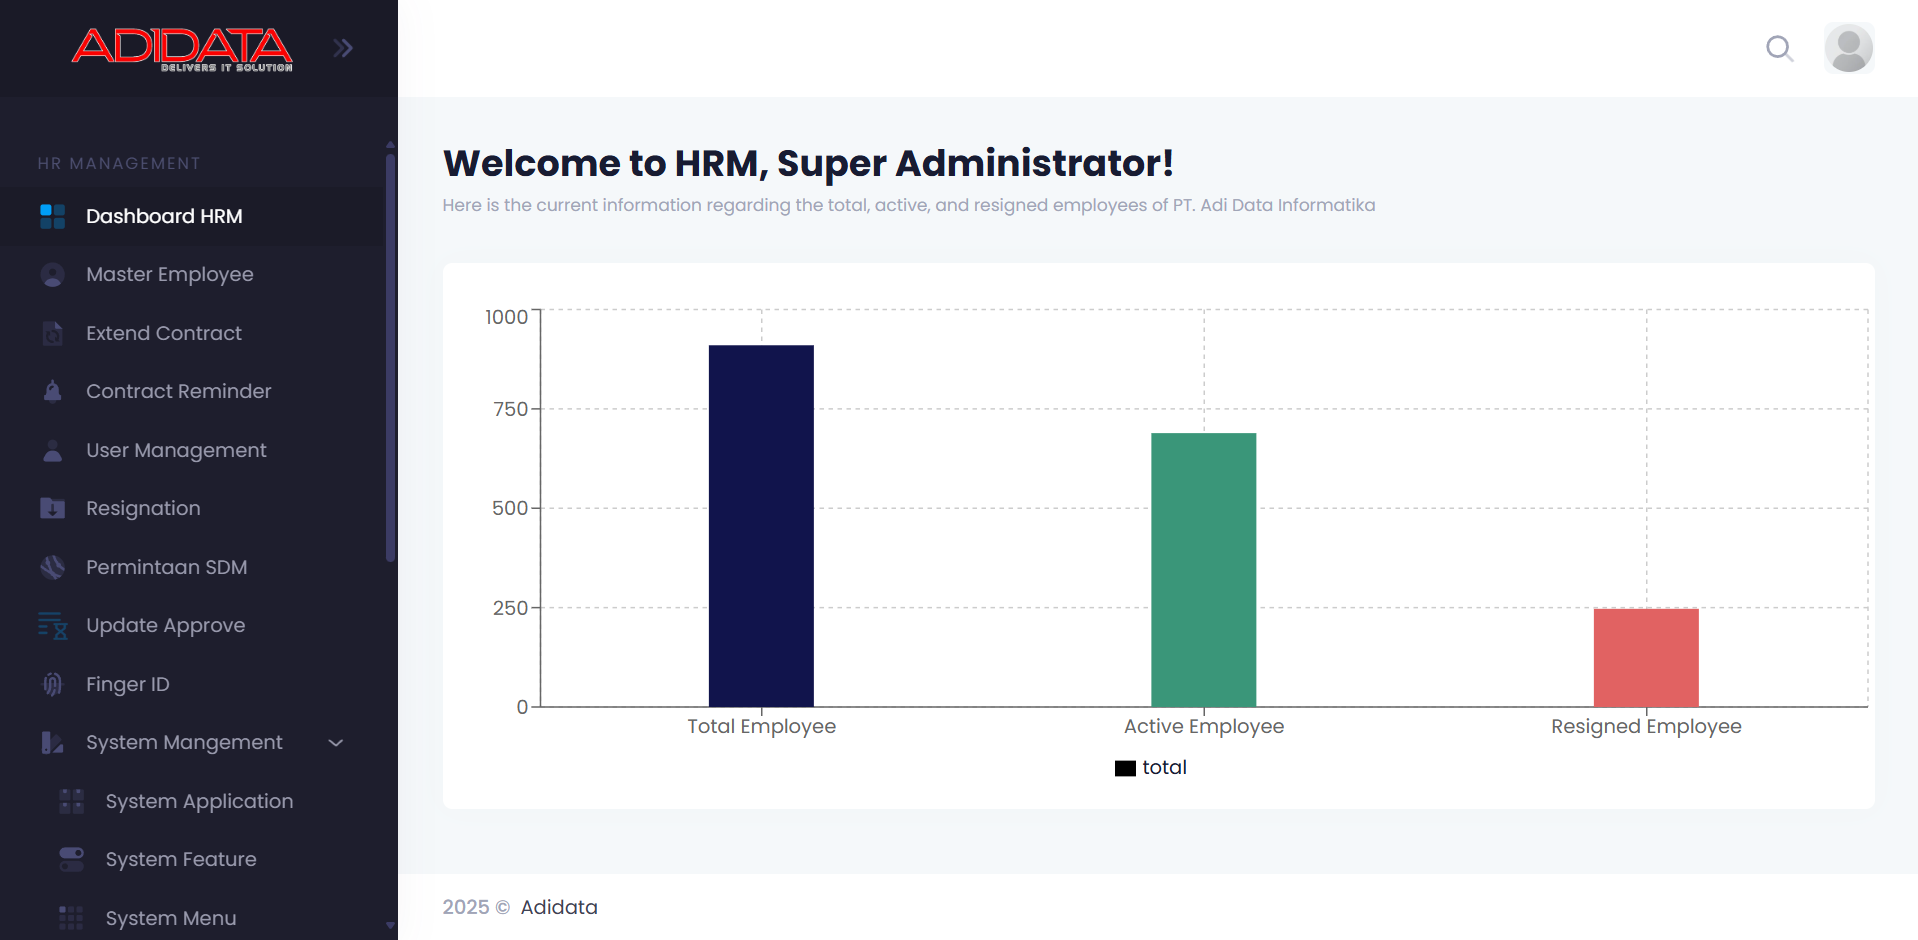 ADIDATA
DELIVERS IT SOLUTION
HR MANAGEMENT
Dashboard HRM
Master Employee
Extend Contract
Contract Reminder
User Management
Resignation
Permintaan SDM
Update Approve
Finger ID
System Mangement
System Application
System Feature
System Menu
Welcome to HRM, Super Administrator!
Here is the current information regarding the total, active, and resigned employees of PT. Adi Data Informatika
1000
750
500
250
0
Total Employee
Active Employee
Resigned Employee
total
2025 © Adidata